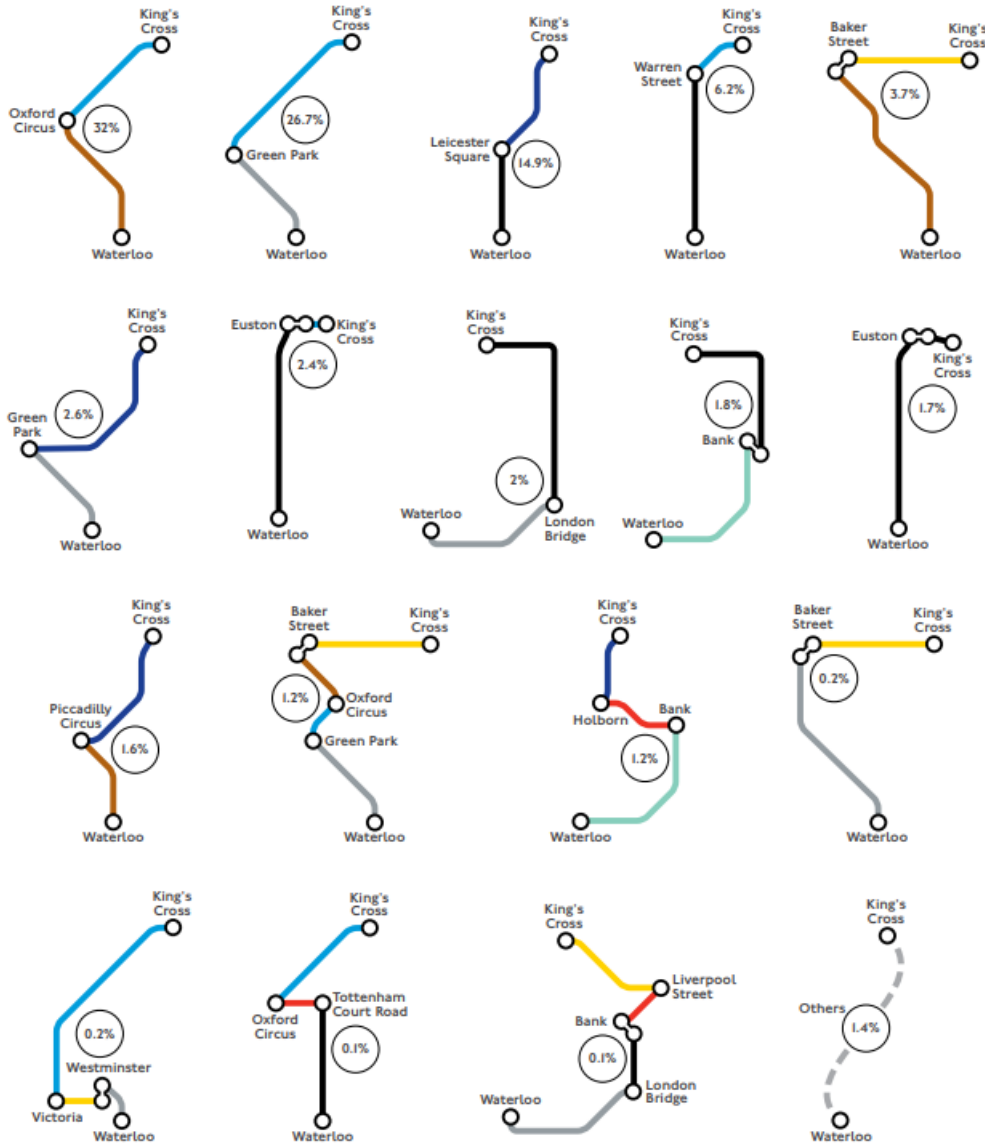 King's
Cross
Oxford
Circus
32%
Waterloo
King's
Cross
26.7%
Green Park
Waterloo
King's
Cross
Leicester
Square
14.9%
Waterloo
King's
Cross
Warren
Street
6.2%
Waterloo
Baker
Street
King's
Cross
3.7%
Waterloo
King's
Cross
2.6%
Green
Park
Waterloo
Euston
King's
Cross
2.4%
Waterloo
King's
Cross
2%
Waterloo
London
Bridge
King's
Cross
1.8%
Bank
Waterloo
Euston
King's
Cross
1.7%
Waterloo
King's
Cross
Piccadilly
Circus
1.6%
Waterloo
Baker
Street
King's
Cross
1.2%
Oxford
Circus
Green Park
Waterloo
King's
Cross
Holborn
Bank
1.2%
Waterloo
Baker
Street
King's
Cross
0.2%
Waterloo
King's
Cross
0.2%
Westminster
Victoria
Waterloo
King's
Cross
Oxford
Circus
Tottenham
Court Road
0.1%
Waterloo
King's
Cross
Liverpool
Street
Bank
0.1%
London
Bridge
Waterloo
King's
Cross
Others
1.4%
Waterloo